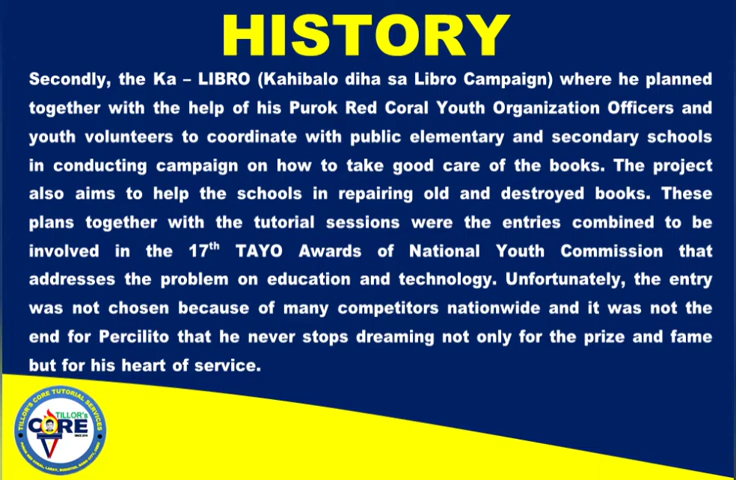 HISTORY
Secondly, the Ka – LIBRO (Kahibalo diha sa Libro Campaign) where he planned
together with the help of his Purok Red Coral Youth Organization Officers and
youth volunteers to coordinate with public elementary and secondary schools
in conducting campaign on how to take good care of the books. The project
also aims to help the schools in repairing old and destroyed books. These
plans together with the tutorial sessions were the entries combined to be
involved in the 17th TAYO Awards of National Youth Commission that
addresses the problem on education and technology. Unfortunately, the entry
was not chosen because of many competitors nationwide and it was not the
end for Percilito that he never stops dreaming not only for the prize and fame
but for his heart of service.
TILLOR'S CORE TUTORIAL SERVICES
TILLOR'S
CORE